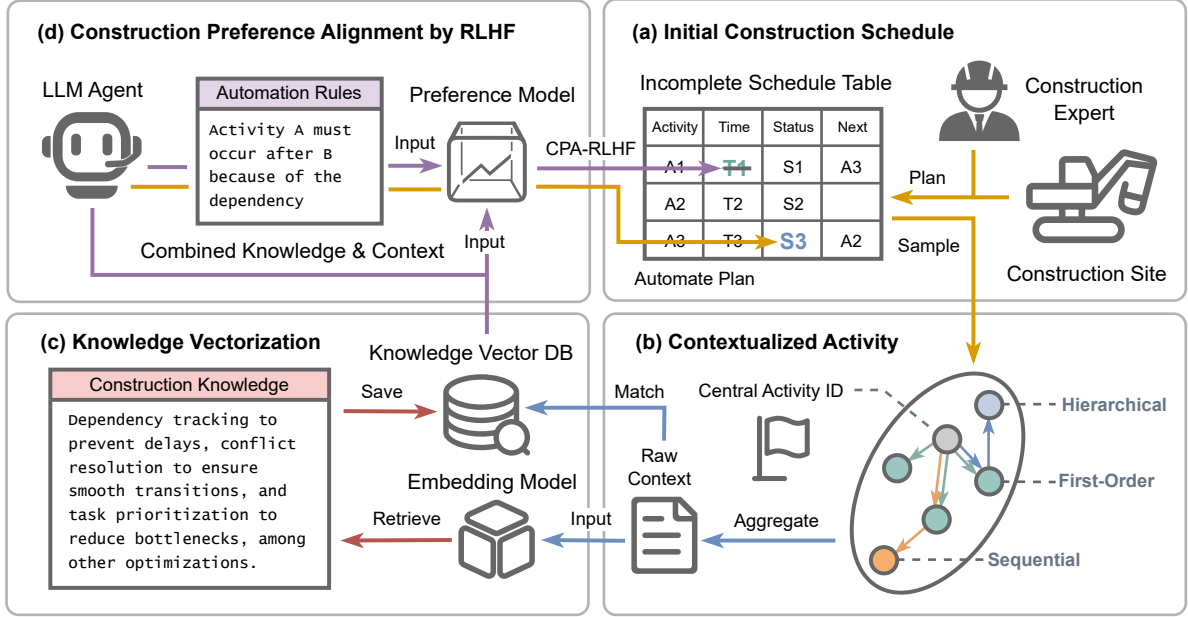 (d) Construction Preference Alignment by RLHF
LLM Agent
Automation Rules
Activity A must
occur after B
because of the
dependency
Input
Preference Model
CPA-RLHF
Input
Combined Knowledge & Context
(a) Initial Construction Schedule
Incomplete Schedule Table
Activity Time Status Next
A1 T1 S1 A3
A2 T2 S2
A3 T3 S3 A2
Automate Plan
Construction
Expert
Plan
Sample
Construction Site
(c) Knowledge Vectorization
Construction Knowledge
Dependency tracking to
prevent delays, conflict
resolution to ensure
smooth transitions, and
task prioritization to
reduce bottlenecks, among
other optimizations.
Knowledge Vector DB
Save
Embedding Model
Retrieve
Input
(b) Contextualized Activity
Match
Raw
Context
Central Activity ID
Aggregate
Hierarchical
First-Order
Sequential